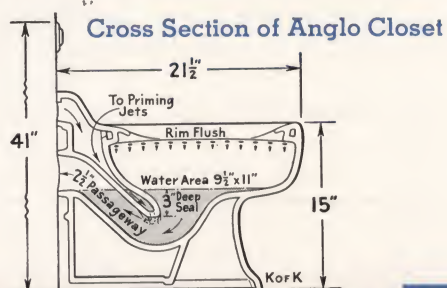 Cross Section of Anglo Closet
21½"
To Priming
Jets
Rim Flush
41"
Water Area 9½" x 11"
2½" Passageway
3" Deep
Seal
15"
K OF K